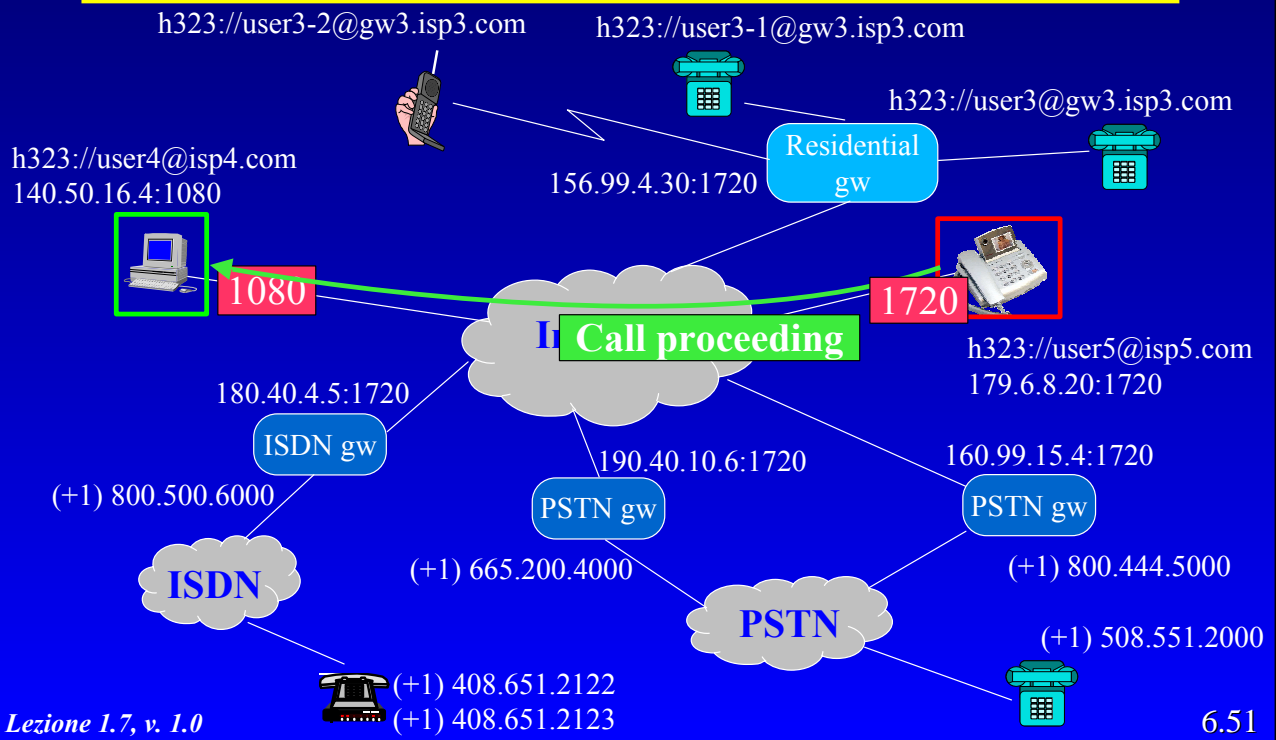 h323://user3-2@gw3.isp3.com
h323://user3-1@gw3.isp3.com
h323://user3@gw3.isp3.com
Residential
gw
h323://user4@isp4.com
140.50.16.4:1080
156.99.4.30:1720
1080
1720
Call proceeding
h323://user5@isp5.com
179.6.8.20:1720
180.40.4.5:1720
ISDN gw
190.40.10.6:1720
160.99.15.4:1720
(+1) 800.500.6000
PSTN gw
PSTN gw
(+1) 665.200.4000
(+1) 800.444.5000
ISDN
PSTN
(+1) 508.551.2000
(+1) 408.651.2122
(+1) 408.651.2123
Lezione 1.7, v. 1.0
6.51